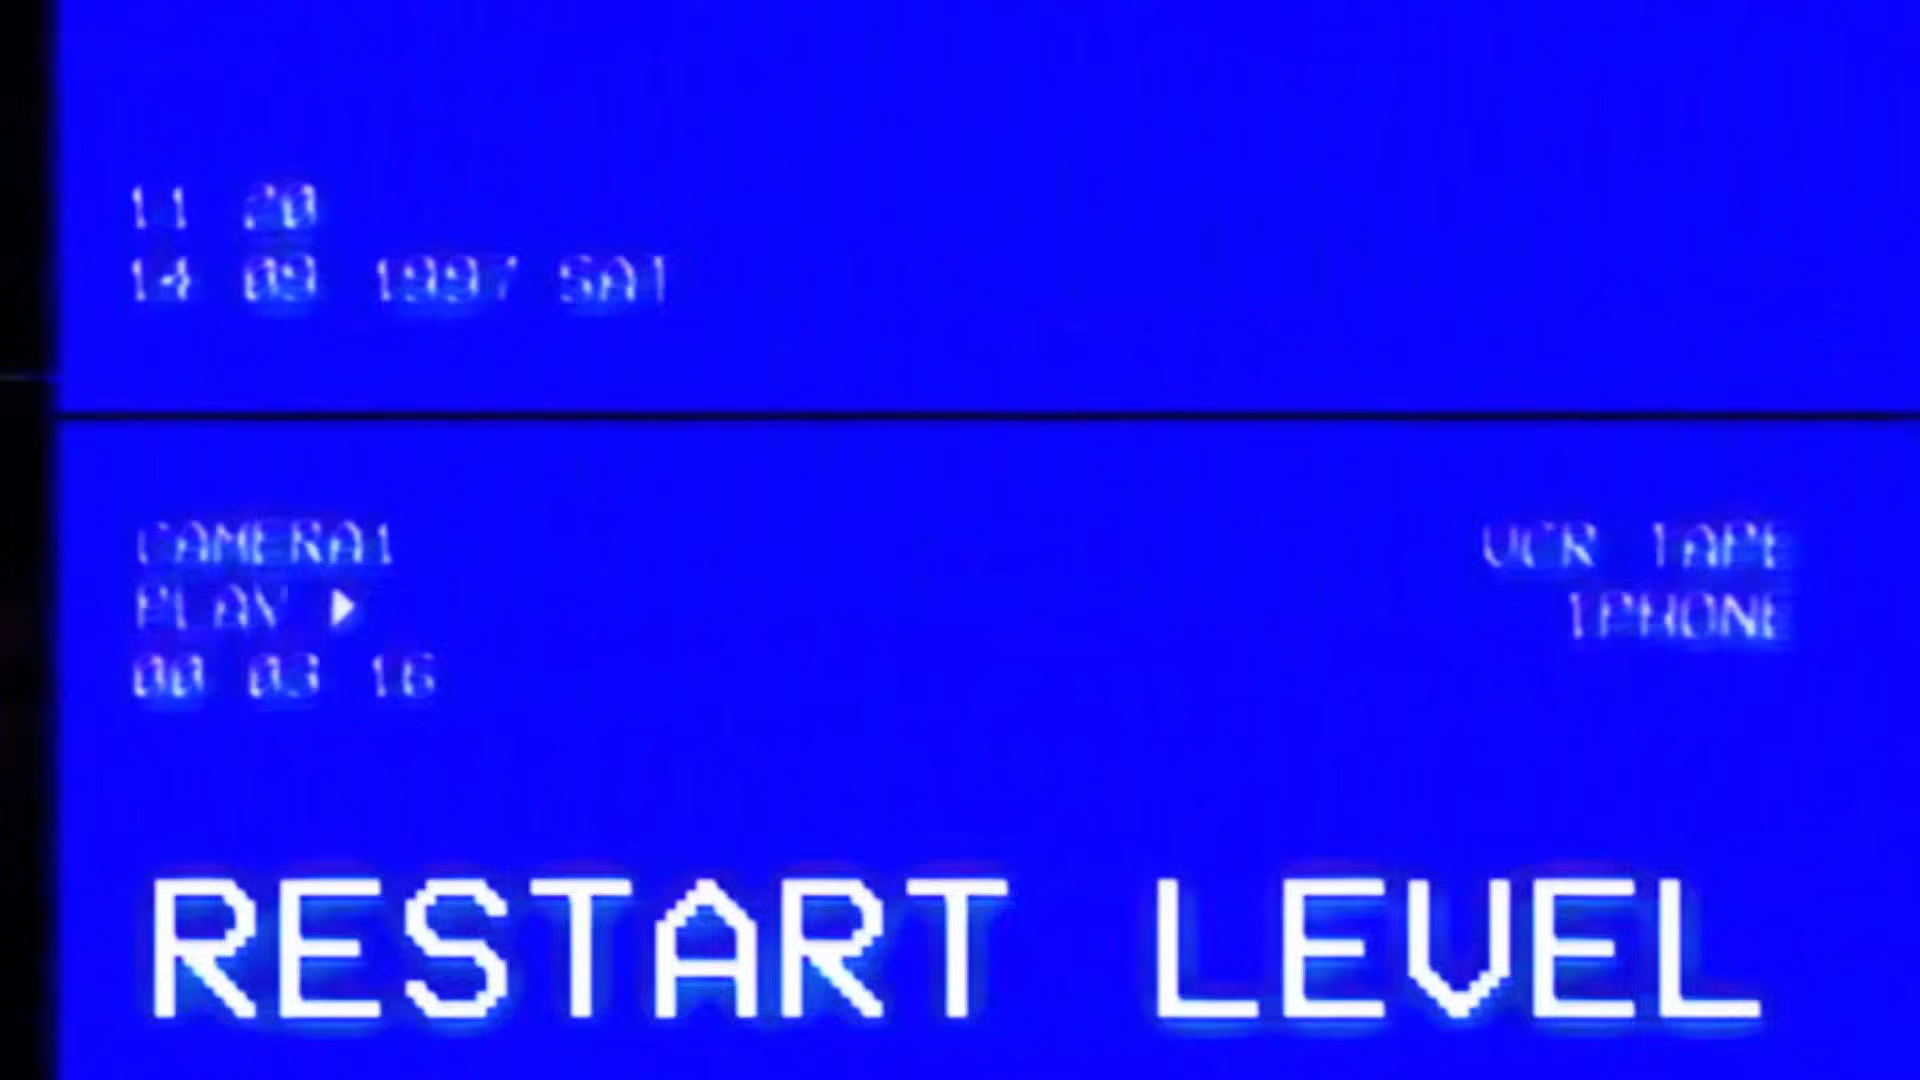 11 20
14 09 1997 SAT
CAMERA1
PLAY ▶
VCR TAPE
IPHONE
00 03 16
RESTART LEVEL